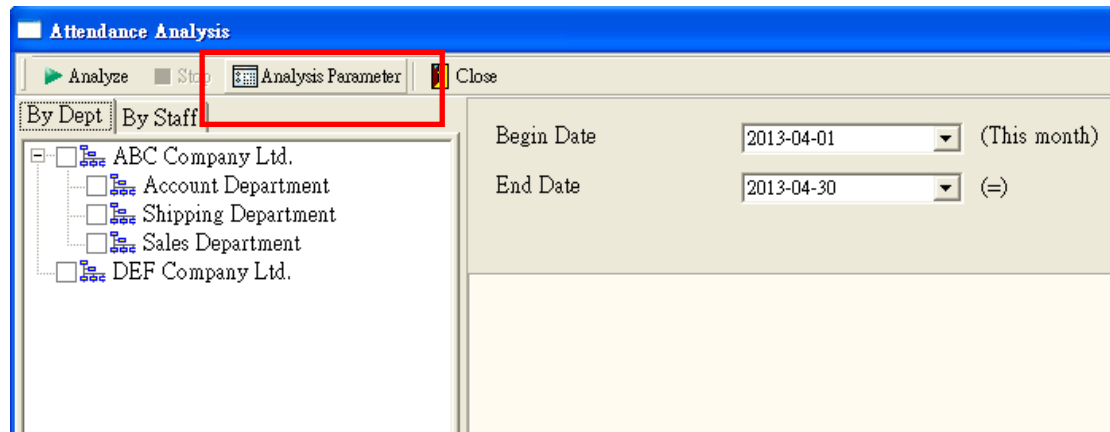 Attendance Analysis
Analyze Stop Analysis Parameter Close
By Dept By Staff
ABC Company Ltd.
Account Department
Shipping Department
Sales Department
DEF Company Ltd.
Begin Date 2013-04-01 (This month)
End Date 2013-04-30 (=)